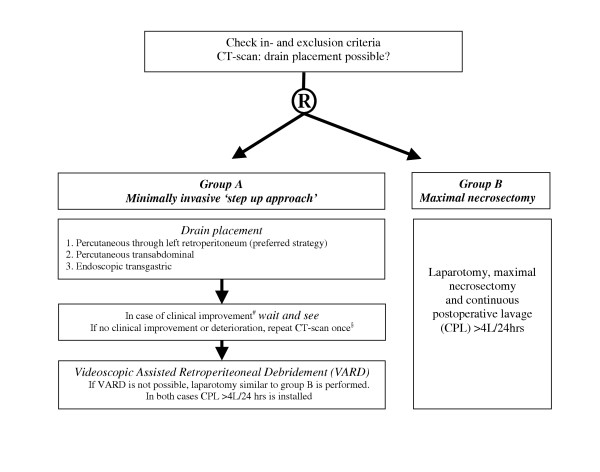 Check in- and exclusion criteria
CT-scan: drain placement possible?
R
Group A
Minimally invasive ‘step up approach’
Drain placement
1. Percutaneous through left retroperitoneum (preferred strategy)
2. Percutaneous transabdominal
3. Endoscopic transgastric
In case of clinical improvement# wait and see
If no clinical improvement or deterioration, repeat CT-scan once§
Videoscopic Assisted Retroperiteoneal Debridement (VARD)
If VARD is not possible, laparotomy similar to group B is performed.
In both cases CPL >4L/24 hrs is installed
Group B
Maximal necrosectomy
Laparotomy, maximal
necrosectomy
and continuous
postoperative lavage
(CPL) >4L/24hrs